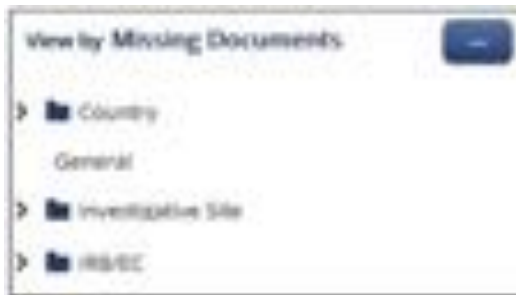 View by Missing Documents
Country
General
Investigative Site
IRB/EC